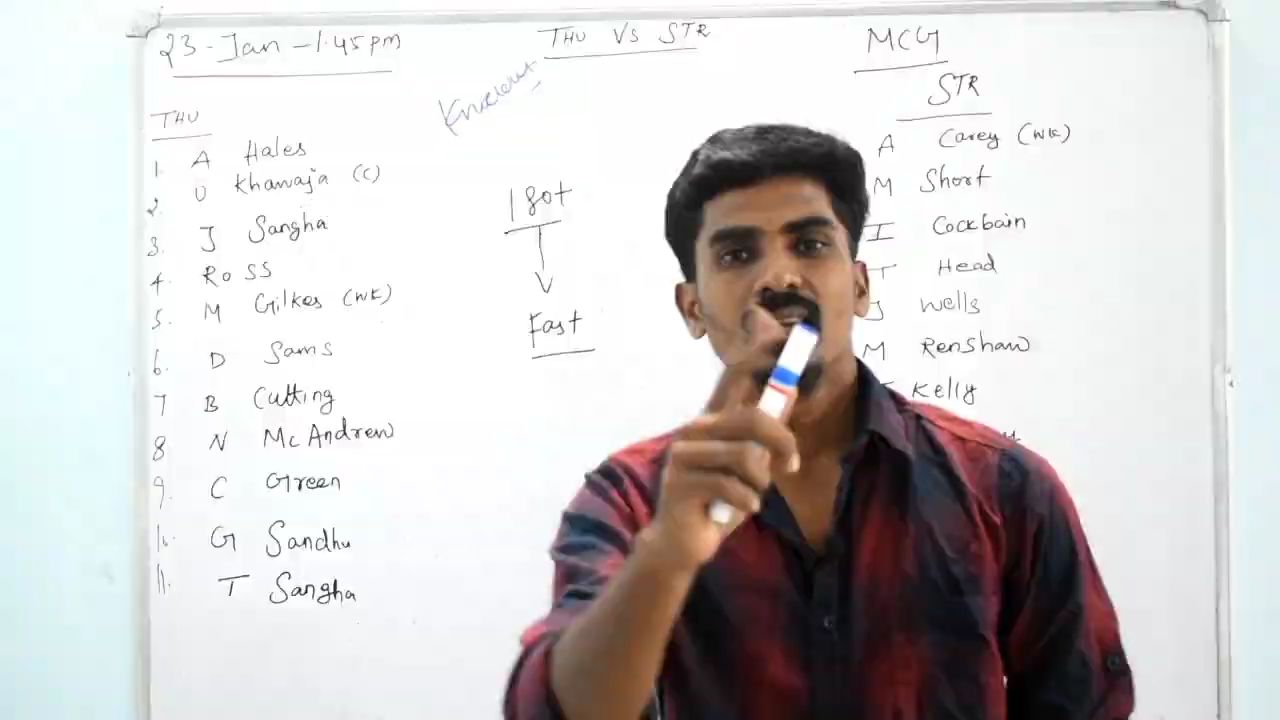 23-Jan-1.45pm
THU VS STR
MCG
Knockout
THU
1. A Hales
2. U Khawaja (C)
3. J Sangha
4. Ross
5. M Gilkes (WK)
6. D Sams
7 B Cutting
8 N McAndrew
9. C Green
10. G Sandhu
11. T Sangha
180+
Fast
STR
A Carey (WK)
M Short
I Cockbain
T Head
J Wells
M Renshaw
Kelly